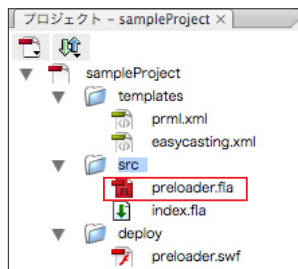 プロジェクト - sampleProject ×
sampleProject
templates
prml.xml
easycasting.xml
src
preloader.fla
index.fla
deploy
preloader.swf